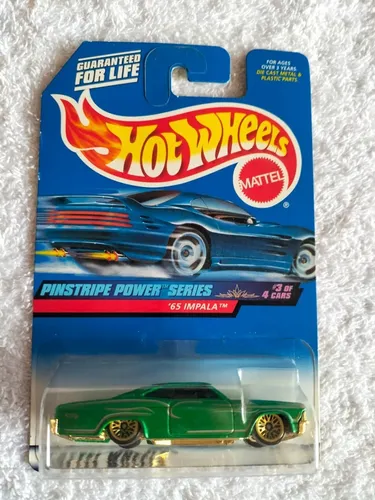 GUARANTEED
FOR LIFE
FOR AGES
OVER 3 YEARS
DIE CAST METAL &
PLASTIC PARTS
HOT WHEELS
MATTEL
®
PINSTRIPE POWER™ SERIES
#3 OF
4 CARS
'65 IMPALA™